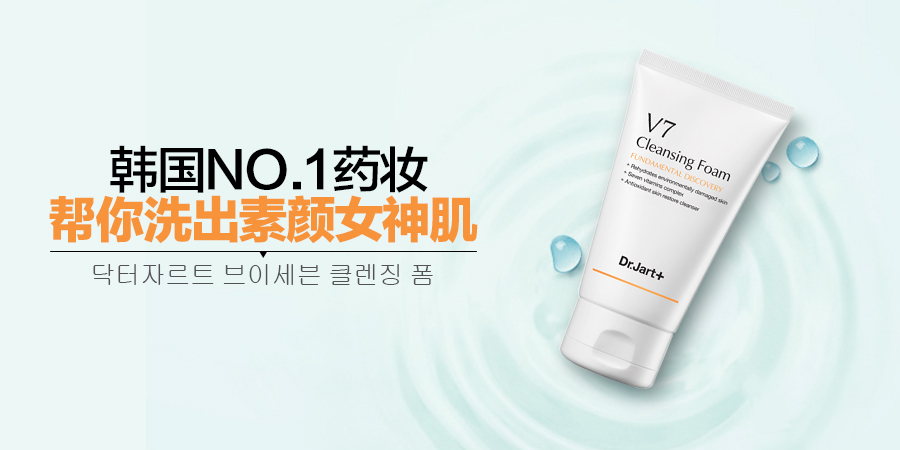 韩国NO.1药妆
帮你洗出素颜女神肌
닥터자르트 브이세븐 클렌징 폼
V7
Cleansing Foam
FUNDAMENTAL DISCOVERY
+ Rehydrates environmentally damaged skin
+ Seven vitamins complex
+ Antioxidant skin restore cleanser
Dr.Jart+